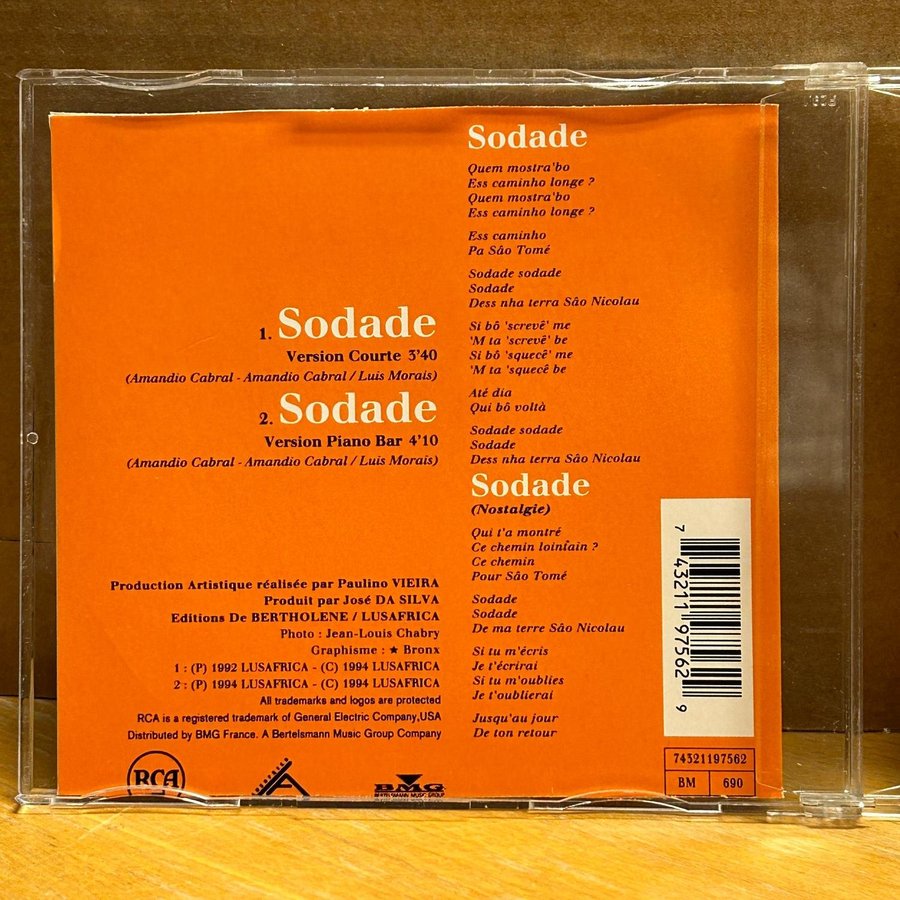 1. Sodade
Version Courte 3'40
(Amandio Cabral - Amandio Cabral / Luis Morais)
2. Sodade
Version Piano Bar 4'10
(Amandio Cabral - Amandio Cabral / Luis Morais)
Production Artistique réalisée par Paulino VIEIRA
Produit par José DA SILVA
Editions De BERTHOLENE / LUSAFRICA
Photo : Jean-Louis Chabry
Graphisme : ★ Bronx
1 : (P) 1992 LUSAFRICA - (C) 1994 LUSAFRICA
2 : (P) 1994 LUSAFRICA - (C) 1994 LUSAFRICA
All trademarks and logos are protected
RCA is a registered trademark of General Electric Company,USA
Distributed by BMG France. A Bertelsmann Music Group Company
RCA
BMG
BERTELSMANN MUSIC GROUP
Sodade
Quem mostra'bo
Ess caminho longe ?
Quem mostra'bo
Ess caminho longe ?
Ess caminho
Pa Sâo Tomé
Sodade sodade
Sodade
Dess nha terra Sâo Nicolau
Si bô 'screvê' me
'M ta 'screvê' be
Si bô 'squecê' me
'M ta 'squecê be
Até dia
Qui bô voltà
Sodade sodade
Sodade
Dess nha terra Sâo Nicolau
Sodade
(Nostalgie)
Qui t'a montré
Ce chemin lointain ?
Ce chemin
Pour Sâo Tomé
Sodade
Sodade
De ma terre Sâo Nicolau
Si tu m'écris
Je t'écrirai
Si tu m'oublies
Je t'oublierai
Jusqu'au jour
De ton retour
7 43211 97562 9
74321197562
BM 690